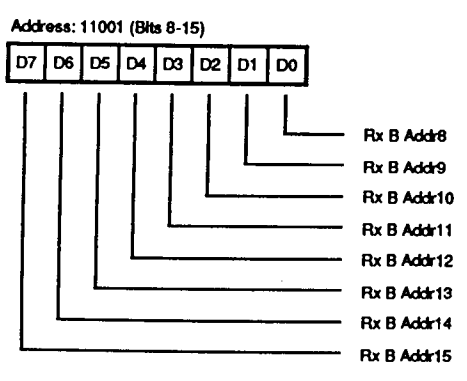 Address: 11001 (Bits 8-15)
D7 D6 D5 D4 D3 D2 D1 D0
Rx B Addr8
Rx B Addr9
Rx B Addr10
Rx B Addr11
Rx B Addr12
Rx B Addr13
Rx B Addr14
Rx B Addr15